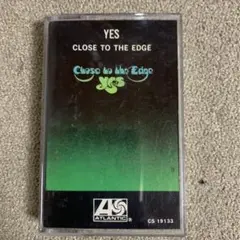 YES
CLOSE TO THE EDGE
Close to the Edge
YES
ATLANTIC
CS 19133